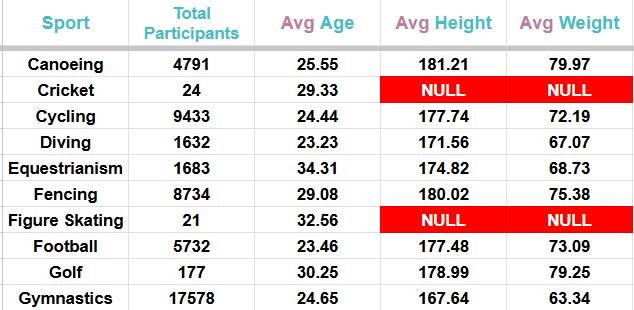 Sport Total Participants Avg Age Avg Height Avg Weight
Canoeing 4791 25.55 181.21 79.97
Cricket 24 29.33 NULL NULL
Cycling 9433 24.44 177.74 72.19
Diving 1632 23.23 171.56 67.07
Equestrianism 1683 34.31 174.82 68.73
Fencing 8734 29.08 180.02 75.38
Figure Skating 21 32.56 NULL NULL
Football 5732 23.46 177.48 73.09
Golf 177 30.25 178.99 79.25
Gymnastics 17578 24.65 167.64 63.34